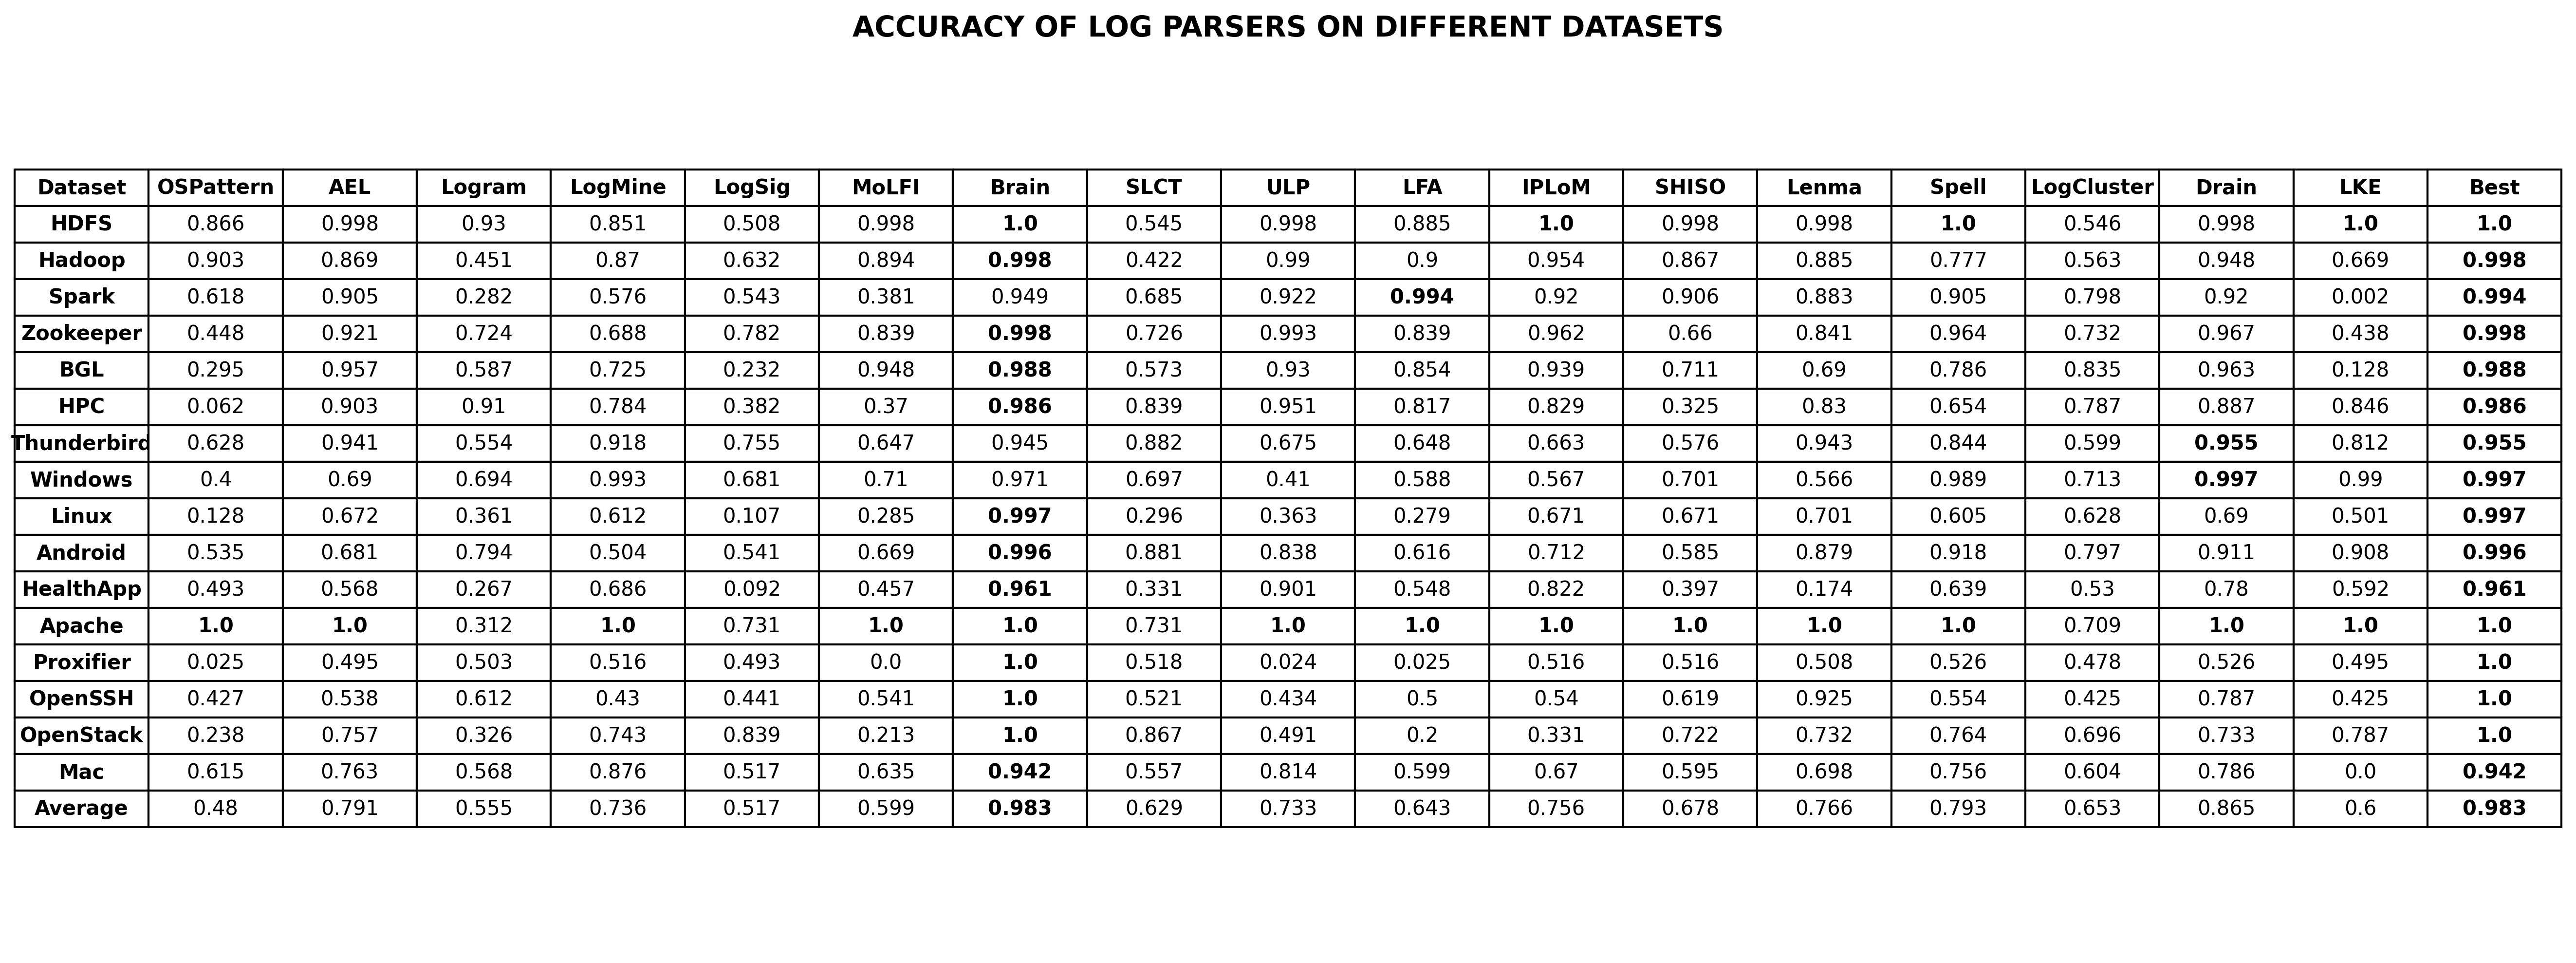 ACCURACY OF LOG PARSERS ON DIFFERENT DATASETS
Dataset OSPattern AEL Logram LogMine LogSig MoLFI Brain SLCT ULP LFA IPLoM SHISO Lenma Spell LogCluster Drain LKE Best
HDFS 0.866 0.998 0.93 0.851 0.508 0.998 1.0 0.545 0.998 0.885 1.0 0.998 0.998 1.0 0.546 0.998 1.0 1.0
Hadoop 0.903 0.869 0.451 0.87 0.632 0.894 0.998 0.422 0.99 0.9 0.954 0.867 0.885 0.777 0.563 0.948 0.669 0.998
Spark 0.618 0.905 0.282 0.576 0.543 0.381 0.949 0.685 0.922 0.994 0.92 0.906 0.883 0.905 0.798 0.92 0.002 0.994
Zookeeper 0.448 0.921 0.724 0.688 0.782 0.839 0.998 0.726 0.993 0.839 0.962 0.66 0.841 0.964 0.732 0.967 0.438 0.998
BGL 0.295 0.957 0.587 0.725 0.232 0.948 0.988 0.573 0.93 0.854 0.939 0.711 0.69 0.786 0.835 0.963 0.128 0.988
HPC 0.062 0.903 0.91 0.784 0.382 0.37 0.986 0.839 0.951 0.817 0.829 0.325 0.83 0.654 0.787 0.887 0.846 0.986
Thunderbird 0.628 0.941 0.554 0.918 0.755 0.647 0.945 0.882 0.675 0.648 0.663 0.576 0.943 0.844 0.599 0.955 0.812 0.955
Windows 0.4 0.69 0.694 0.993 0.681 0.71 0.971 0.697 0.41 0.588 0.567 0.701 0.566 0.989 0.713 0.997 0.99 0.997
Linux 0.128 0.672 0.361 0.612 0.107 0.285 0.997 0.296 0.363 0.279 0.671 0.671 0.701 0.605 0.628 0.69 0.501 0.997
Android 0.535 0.681 0.794 0.504 0.541 0.669 0.996 0.881 0.838 0.616 0.712 0.585 0.879 0.918 0.797 0.911 0.908 0.996
HealthApp 0.493 0.568 0.267 0.686 0.092 0.457 0.961 0.331 0.901 0.548 0.822 0.397 0.174 0.639 0.53 0.78 0.592 0.961
Apache 1.0 1.0 0.312 1.0 0.731 1.0 1.0 0.731 1.0 1.0 1.0 1.0 1.0 1.0 0.709 1.0 1.0 1.0
Proxifier 0.025 0.495 0.503 0.516 0.493 0.0 1.0 0.518 0.024 0.025 0.516 0.516 0.508 0.526 0.478 0.526 0.495 1.0
OpenSSH 0.427 0.538 0.612 0.43 0.441 0.541 1.0 0.521 0.434 0.5 0.54 0.619 0.925 0.554 0.425 0.787 0.425 1.0
OpenStack 0.238 0.757 0.326 0.743 0.839 0.213 1.0 0.867 0.491 0.2 0.331 0.722 0.732 0.764 0.696 0.733 0.787 1.0
Mac 0.615 0.763 0.568 0.876 0.517 0.635 0.942 0.557 0.814 0.599 0.67 0.595 0.698 0.756 0.604 0.786 0.0 0.942
Average 0.48 0.791 0.555 0.736 0.517 0.599 0.983 0.629 0.733 0.643 0.756 0.678 0.766 0.793 0.653 0.865 0.6 0.983